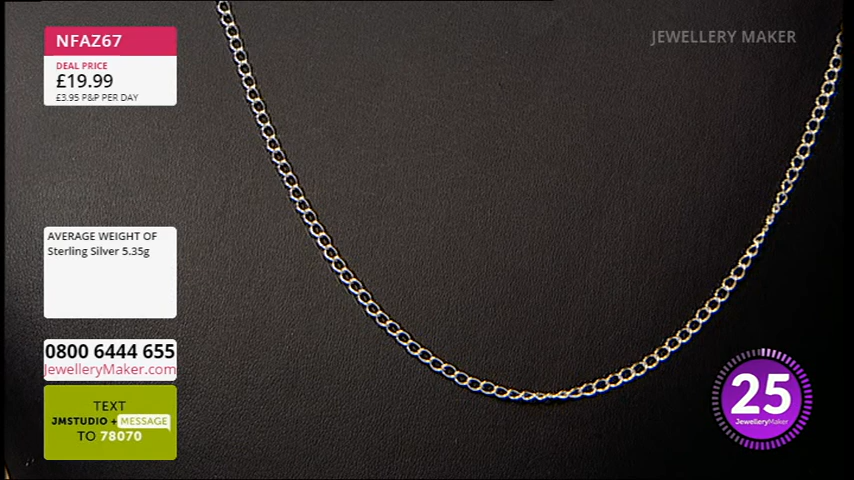 NFAZ67
DEAL PRICE
£19.99
£3.95 P&P PER DAY
JEWELLERY MAKER
AVERAGE WEIGHT OF
Sterling Silver 5.35g
0800 6444 655
JewelleryMaker.com
TEXT
JMSTUDIO + MESSAGE
TO 78070
25
JewelleryMaker